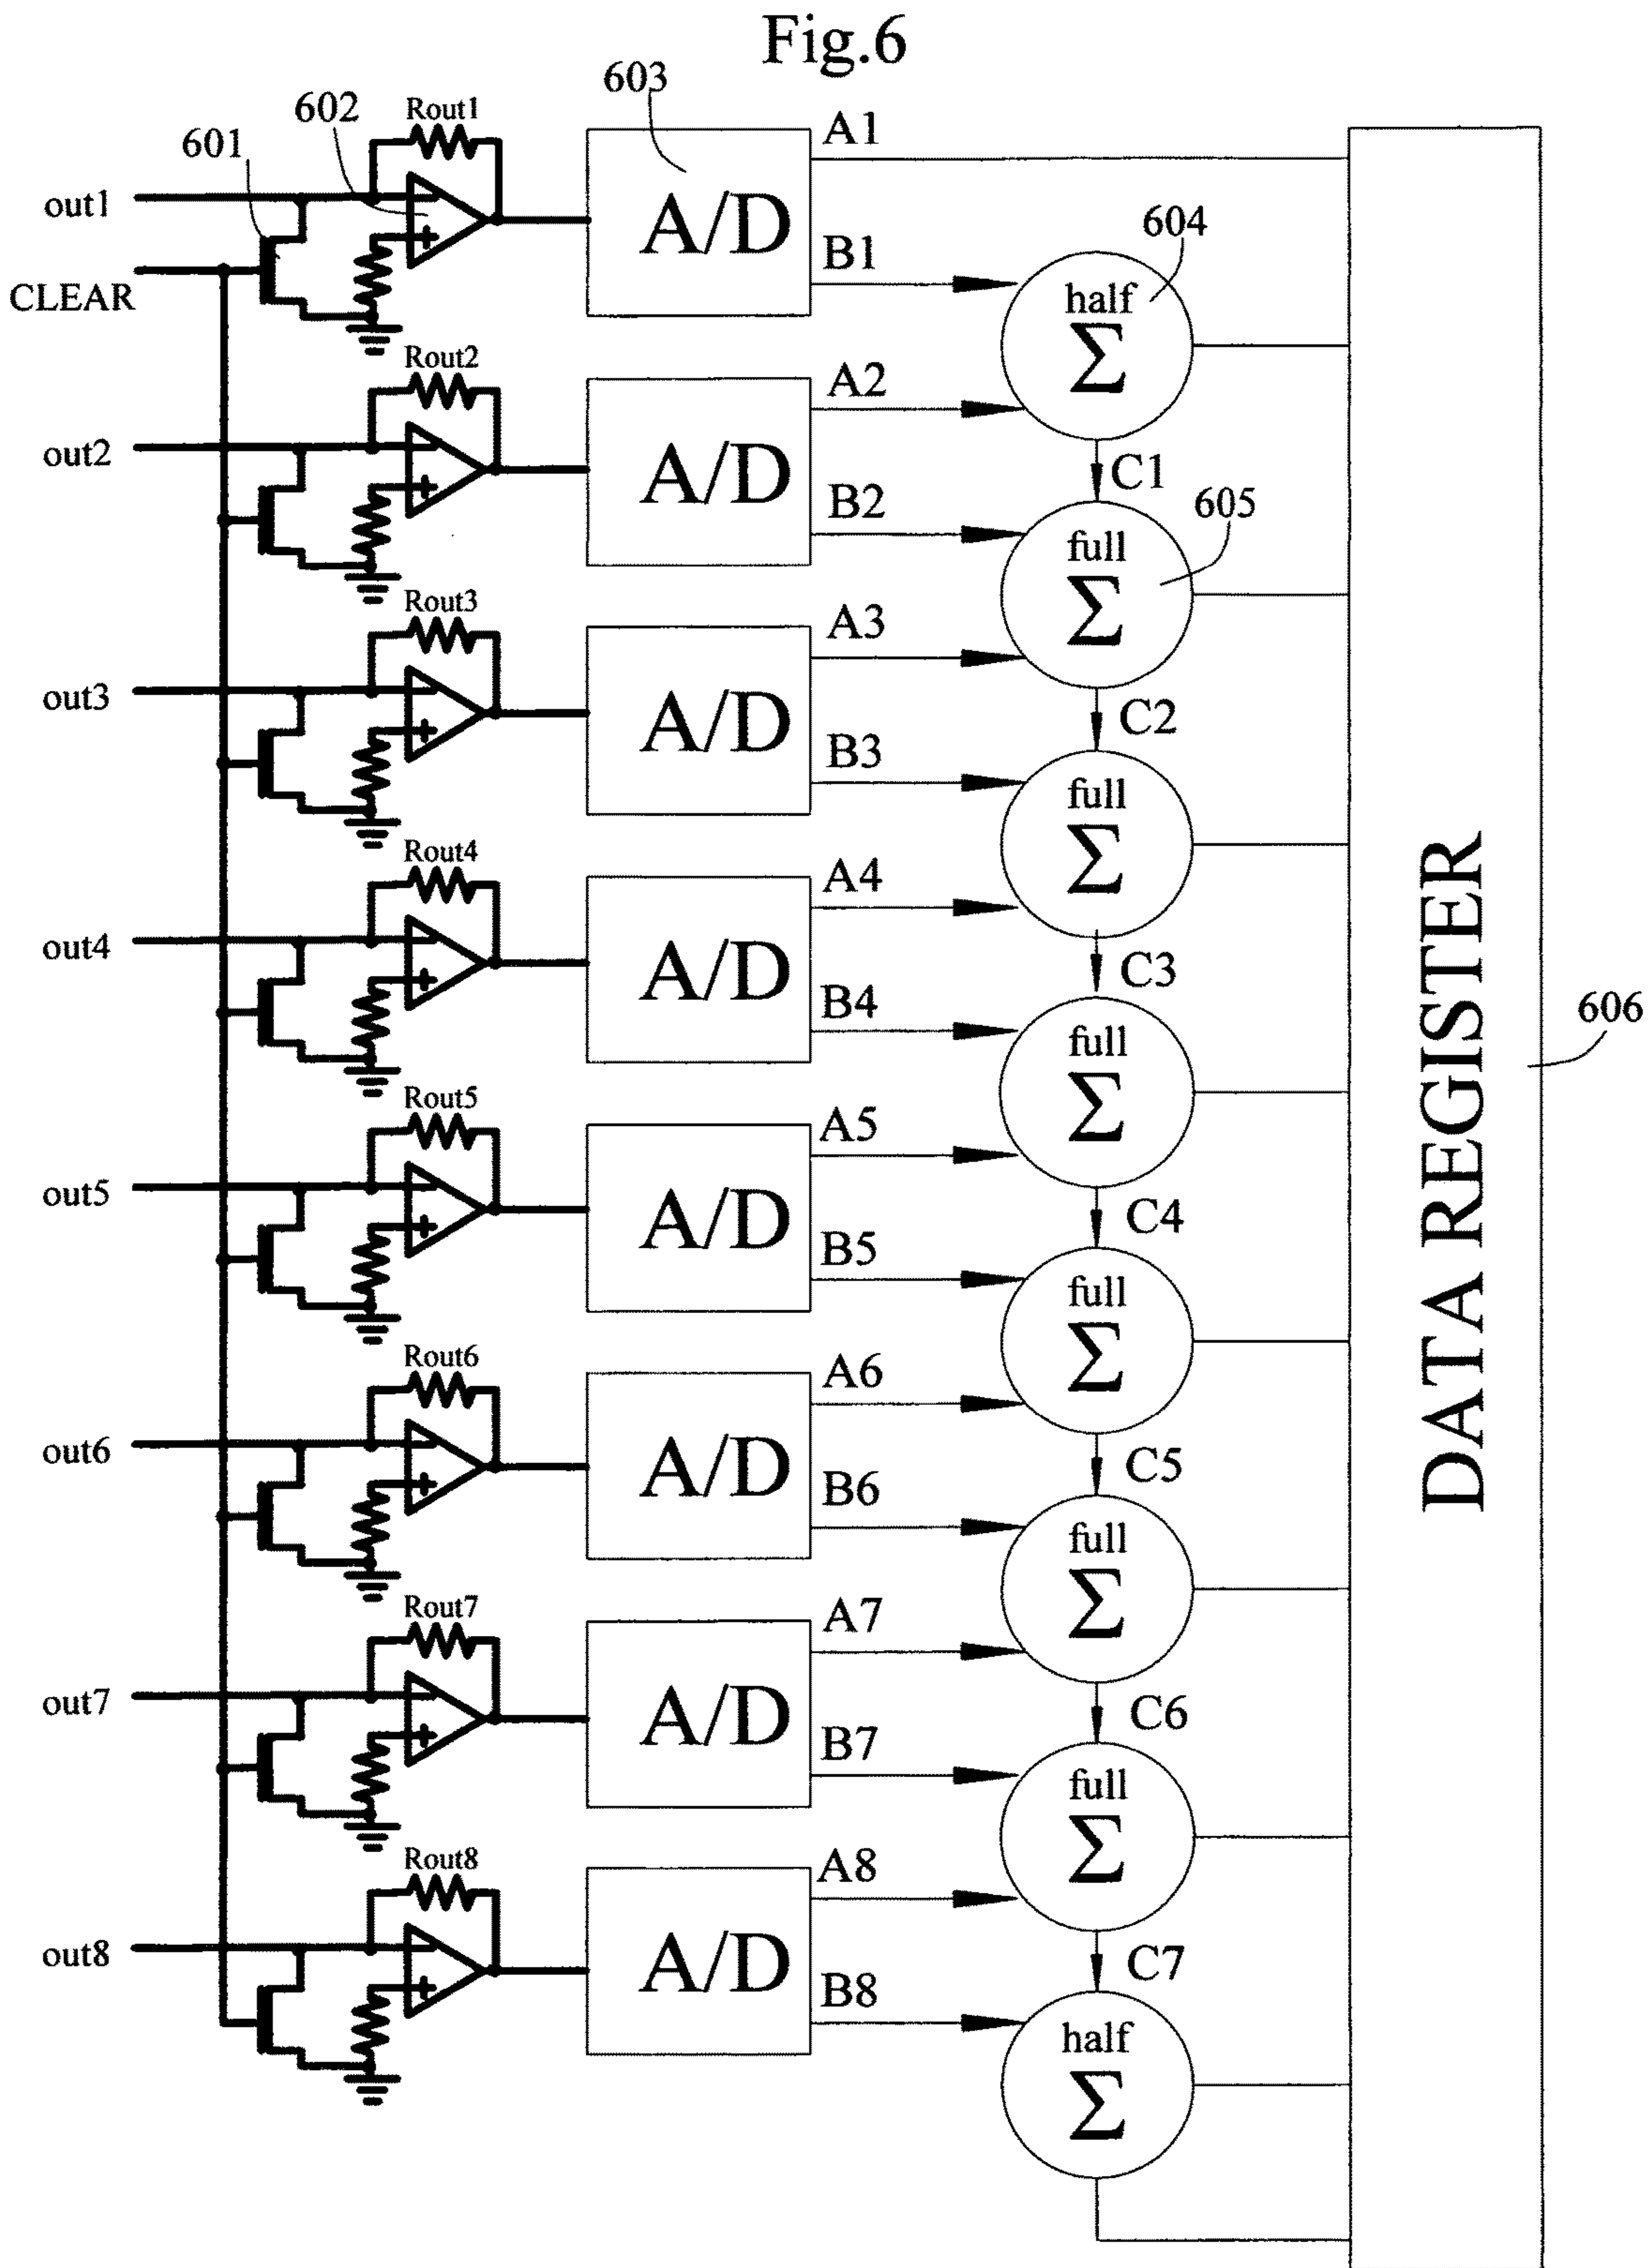 Fig.6
603
602
Rout1
A1
601
out1
A/D
604
B1
half
Σ
CLEAR
Rout2
A2
out2
A/D
C1
605
B2
full
Σ
Rout3
A3
out3
A/D
C2
B3
full
Σ
Rout4
A4
out4
A/D
C3
606
B4
full
Σ
DATA REGISTER
Rout5
A5
out5
A/D
C4
B5
full
Σ
Rout6
A6
out6
A/D
C5
B6
full
Σ
Rout7
A7
out7
A/D
C6
B7
full
Σ
Rout8
A8
out8
A/D
C7
B8
half
Σ